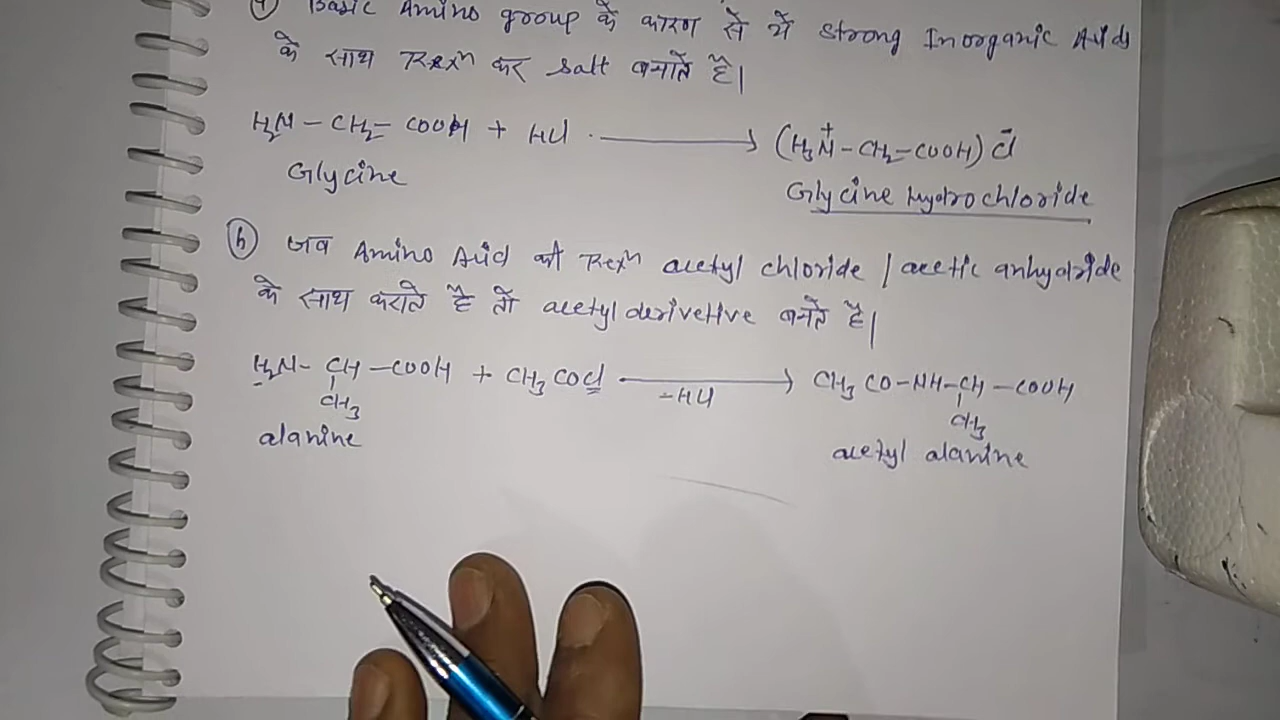 Basic Amino group के कारण से ये strong Inorganic Acids
के साथ Rexⁿ कर salt बनाते है।
H₂N – CH₂ – COOH + HCl ⟶ (H₃N⁺ – CH₂ – COOH) Cl⁻
Glycine Glycine hydrochloride
(h) जब Amino Acid की Rexⁿ acetyl chloride / acetic anhydride
के साथ कराते है तो acetyl derivetive बनते है।
H₂N – CH – COOH + CH₃COCl ⟶ CH₃CO – NH – CH – COOH
CH₃ –HCl CH₃
alanine acetyl alanine